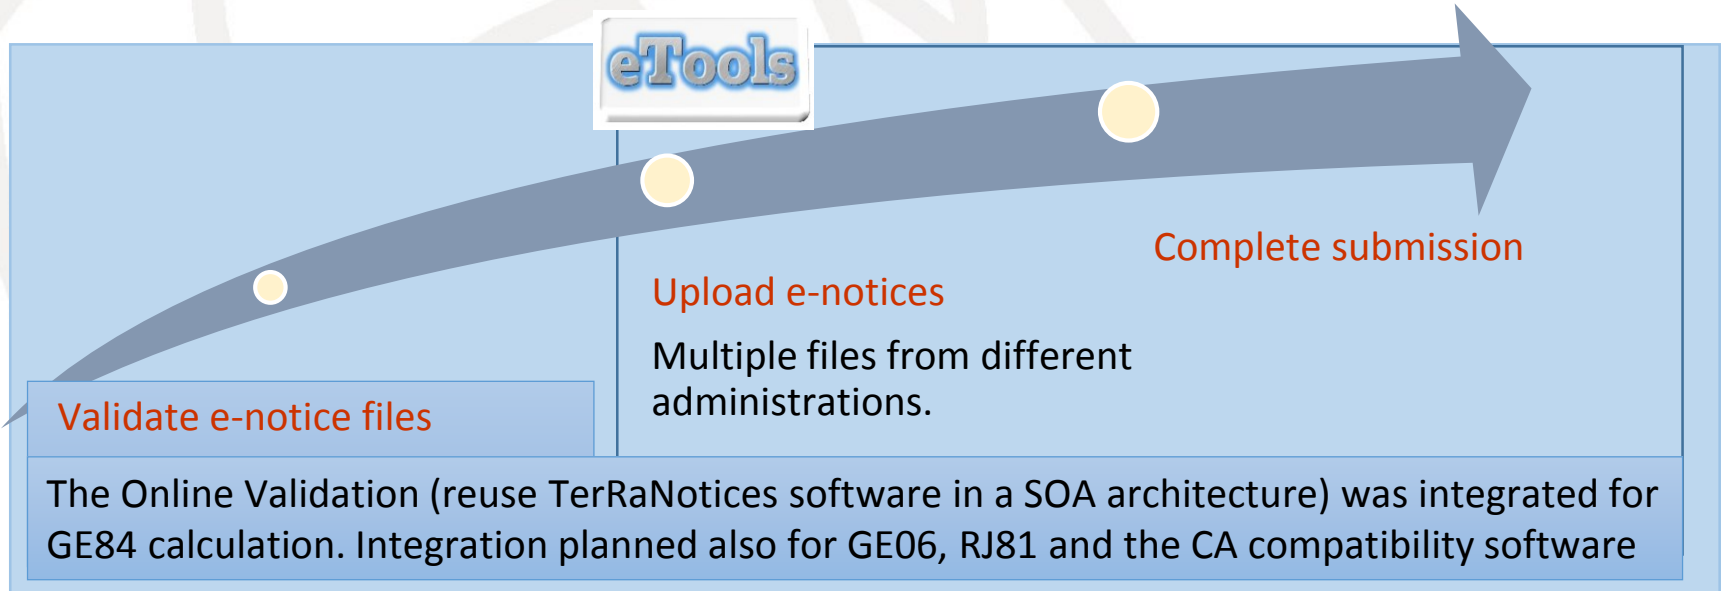 eTools
Complete submission
Upload e-notices
Multiple files from different
administrations.
Validate e-notice files
The Online Validation (reuse TerRaNotices software in a SOA architecture) was integrated for
GE84 calculation. Integration planned also for GE06, RJ81 and the CA compatibility software